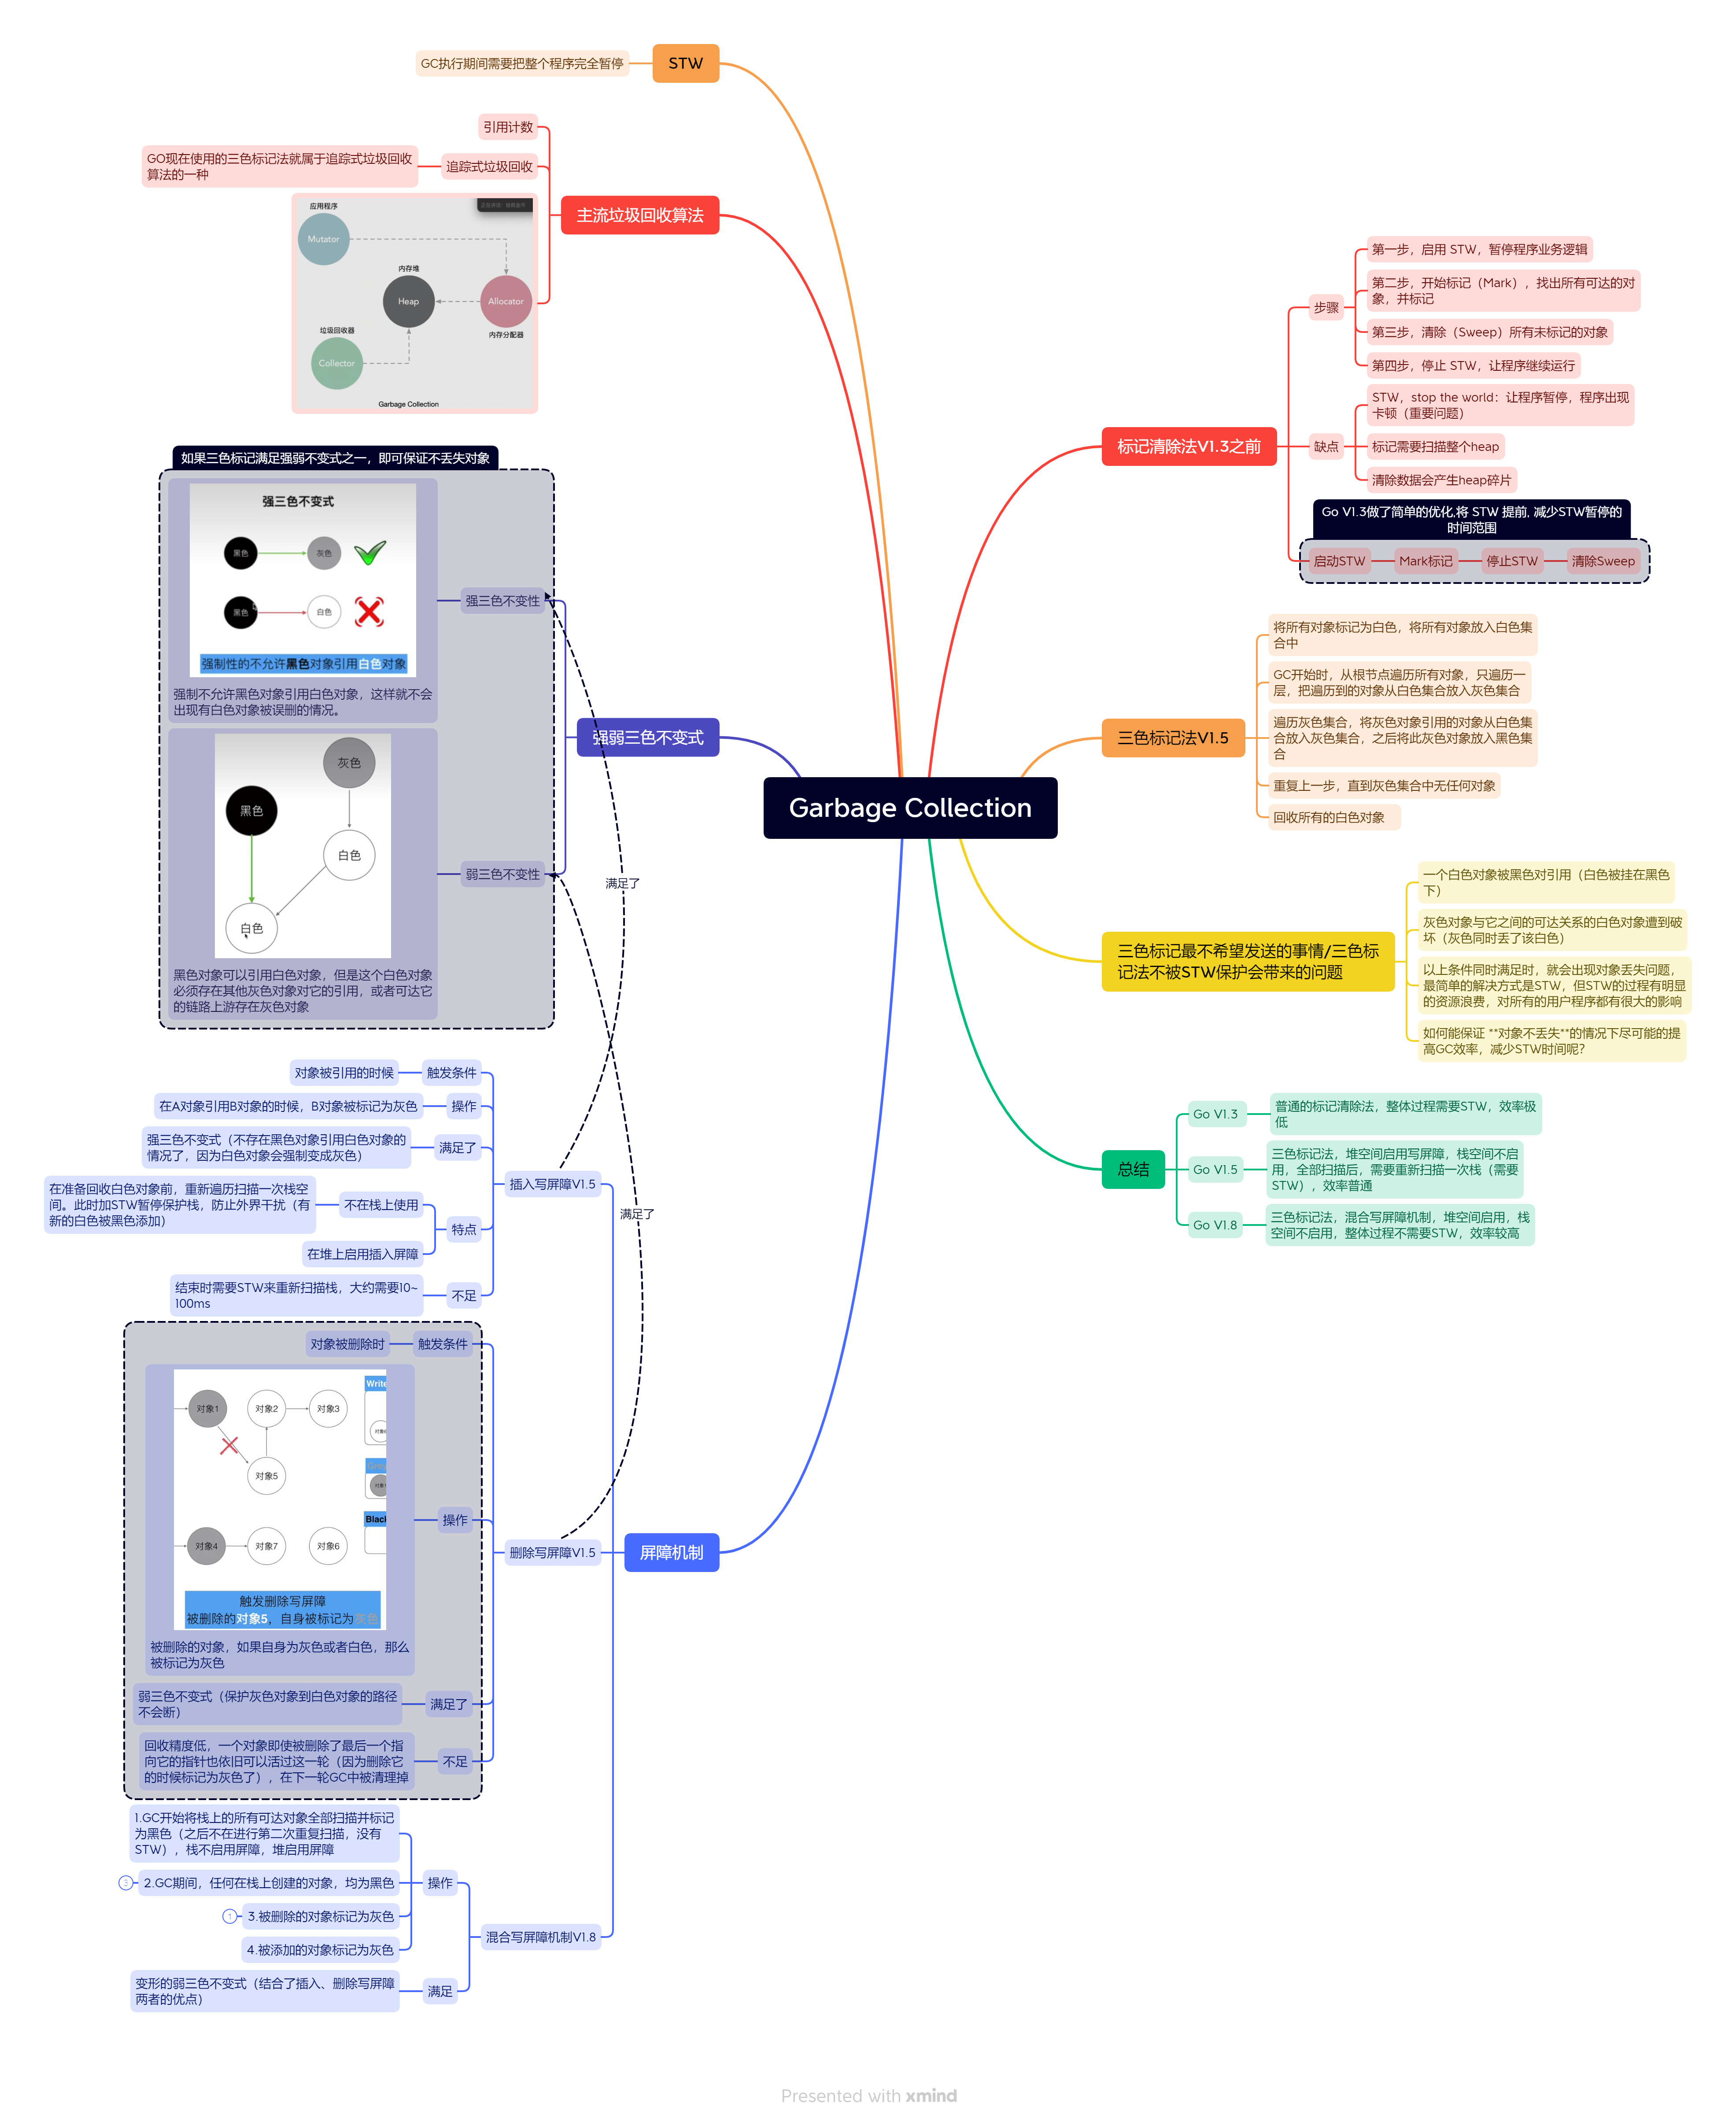 Garbage Collection
STW
GC执行期间需要把整个程序完全暂停
主流垃圾回收算法
引用计数
追踪式垃圾回收
GO现在使用的三色标记法就属于追踪式垃圾回收
算法的一种
应用程序
Mutator
内存堆
Heap
Allocator
内存分配器
垃圾回收器
Collector
Garbage Collection
强弱三色不变式
如果三色标记满足强弱不变式之一，即可保证不丢失对象
强三色不变性
强三色不变式
黑色
灰色
黑色
白色
强制性的不允许黑色对象引用白色对象
强制不允许黑色对象引用白色对象，这样就不会
出现有白色对象被误删的情况。
弱三色不变性
灰色
黑色
白色
白色
黑色对象可以引用白色对象，但是这个白色对象
必须存在其他灰色对象对它的引用，或者可达它
的链路上游存在灰色对象
满足了
满足了
屏障机制
插入写屏障V1.5
触发条件
对象被引用的时候
操作
在A对象引用B对象的时候，B对象被标记为灰色
满足了
强三色不变式（不存在黑色对象引用白色对象的
情况了，因为白色对象会强制变成灰色）
特点
不在栈上使用
在准备回收白色对象前，重新遍历扫描一次栈空
间。此时加STW暂停保护栈，防止外界干扰（有
新的白色被黑色添加）
在堆上启用插入屏障
不足
结束时需要STW来重新扫描栈，大约需要10~
100ms
删除写屏障V1.5
触发条件
对象被删除时
操作
对象1
对象2
对象3
对象5
对象4
对象7
对象6
Write
Black
触发删除写屏障
被删除的对象5，自身被标记为灰色
被删除的对象，如果自身为灰色或者白色，那么
被标记为灰色
满足了
弱三色不变式（保护灰色对象到白色对象的路径
不会断）
不足
回收精度低，一个对象即使被删除了最后一个指
向它的指针也依旧可以活过这一轮（因为删除它
的时候标记为灰色了），在下一轮GC中被清理掉
混合写屏障机制V1.8
操作
1.GC开始将栈上的所有可达对象全部扫描并标记
为黑色（之后不在进行第二次重复扫描，没有
STW），栈不启用屏障，堆启用屏障
2.GC期间，任何在栈上创建的对象，均为黑色
3.被删除的对象标记为灰色
1
4.被添加的对象标记为灰色
满足
变形的弱三色不变式（结合了插入、删除写屏障
两者的优点）
标记清除法V1.3之前
步骤
第一步，启用 STW，暂停程序业务逻辑
第二步，开始标记（Mark），找出所有可达的对
象，并标记
第三步，清除（Sweep）所有未标记的对象
第四步，停止 STW，让程序继续运行
缺点
STW，stop the world：让程序暂停，程序出现
卡顿（重要问题）
标记需要扫描整个heap
清除数据会产生heap碎片
Go V1.3做了简单的优化,将 STW 提前, 减少STW暂停的
时间范围
启动STW
Mark标记
停止STW
清除Sweep
三色标记法V1.5
将所有对象标记为白色，将所有对象放入白色集
合中
GC开始时，从根节点遍历所有对象，只遍历一
层，把遍历到的对象从白色集合放入灰色集合
遍历灰色集合，将灰色对象引用的对象从白色集
合放入灰色集合，之后将此灰色对象放入黑色集
合
重复上一步，直到灰色集合中无任何对象
回收所有的白色对象
三色标记最不希望发送的事情/三色标
记法不被STW保护会带来的问题
一个白色对象被黑色对引用（白色被挂在黑色
下）
灰色对象与它之间的可达关系的白色对象遭到破
坏（灰色同时丢了该白色）
以上条件同时满足时，就会出现对象丢失问题，
最简单的解决方式是STW，但STW的过程有明显
的资源浪费，对所有的用户程序都有很大的影响
如何能保证 **对象不丢失**的情况下尽可能的提
高GC效率，减少STW时间呢？
总结
Go V1.3
普通的标记清除法，整体过程需要STW，效率极
低
Go V1.5
三色标记法，堆空间启用写屏障，栈空间不启
用，全部扫描后，需要重新扫描一次栈（需要
STW），效率普通
Go V1.8
三色标记法，混合写屏障机制，堆空间启用，栈
空间不启用，整体过程不需要STW，效率较高
Presented with xmind